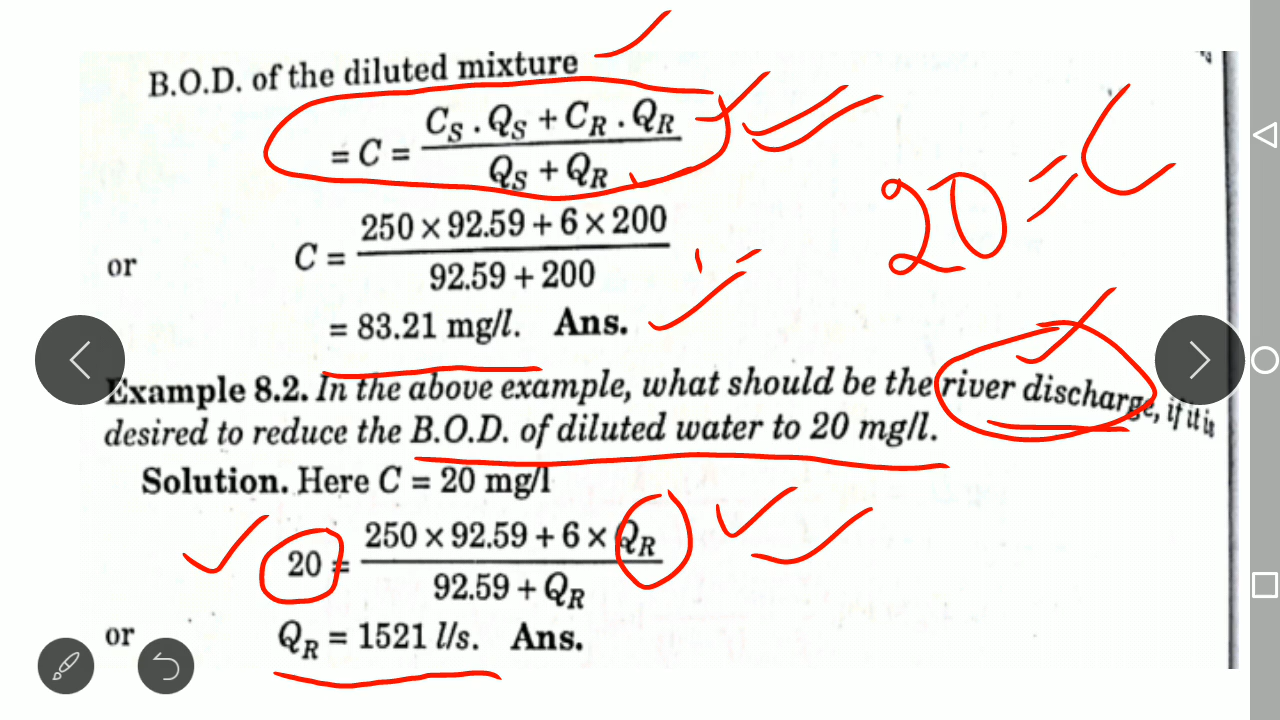 B.O.D. of the diluted mixture
= C = (C_S . Q_S + C_R . Q_R) / (Q_S + Q_R)
20 = C
or C = (250 × 92.59 + 6 × 200) / (92.59 + 200)
= 83.21 mg/l. Ans.
Example 8.2. In the above example, what should be the river discharge, if it is
desired to reduce the B.O.D. of diluted water to 20 mg/l.
Solution. Here C = 20 mg/l
20 = (250 × 92.59 + 6 × Q_R) / (92.59 + Q_R)
or Q_R = 1521 l/s. Ans.